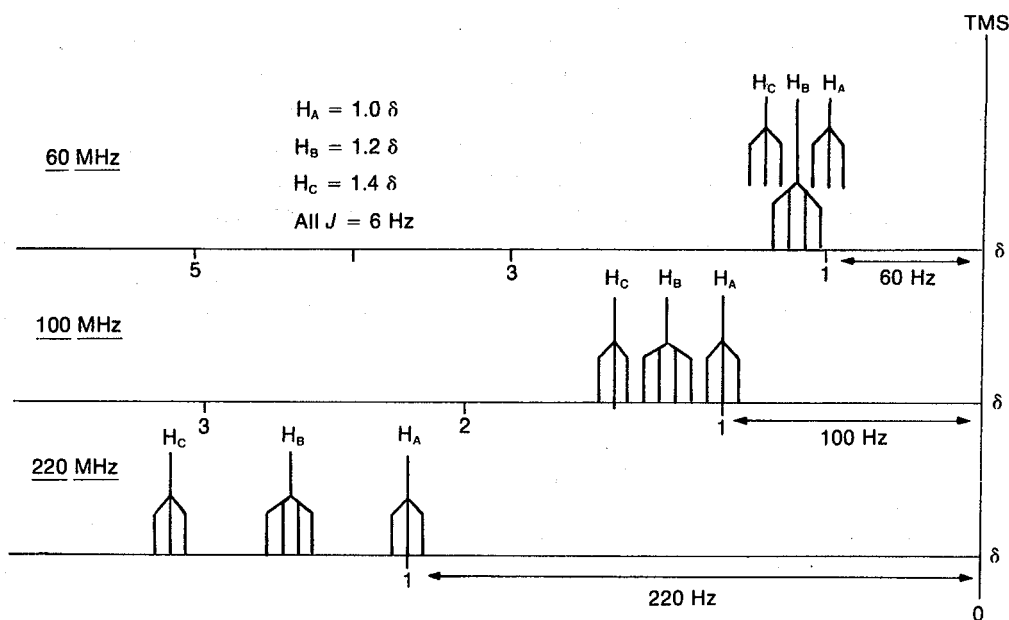 TMS
H_C H_B H_A
H_A = 1.0 δ
H_B = 1.2 δ
H_C = 1.4 δ
All J = 6 Hz
60 MHz
5 3 1 δ
60 Hz
H_C H_B H_A
100 MHz
3 2 1 δ
100 Hz
H_C H_B H_A
220 MHz
1 δ
220 Hz
0